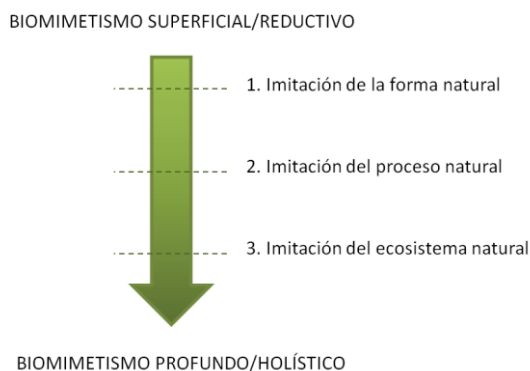 BIOMIMETISMO SUPERFICIAL/REDUCTIVO
1. Imitación de la forma natural
2. Imitación del proceso natural
3. Imitación del ecosistema natural
BIOMIMETISMO PROFUNDO/HOLÍSTICO